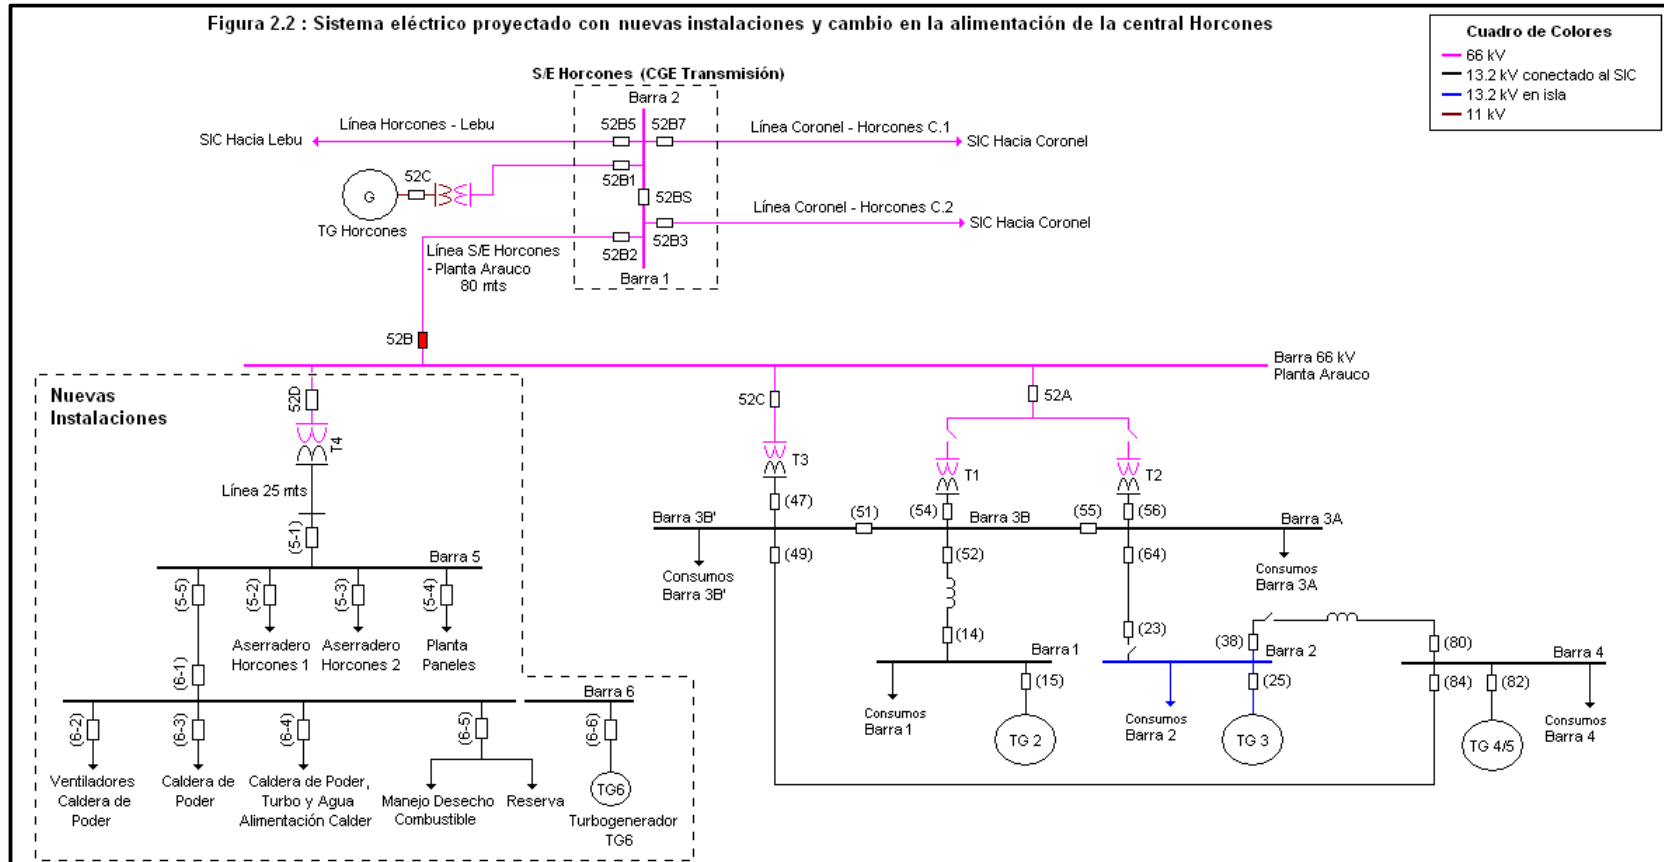 Figura 2.2 : Sistema eléctrico proyectado con nuevas instalaciones y cambio en la alimentación de la central Horcones
Cuadro de Colores
66 kV
13.2 kV conectado al SIC
13.2 kV en isla
11 kV
S/E Horcones (CGE Transmisión)
Barra 2
Línea Horcones - Lebu
52B5
52B7
Línea Coronel - Horcones C.1
SIC Hacia Lebu
SIC Hacia Coronel
52C
52B1
G
52BS
TG Horcones
Línea Coronel - Horcones C.2
SIC Hacia Coronel
52B3
52B2
Línea S/E Horcones
- Planta Arauco
80 mts
Barra 1
52B
Barra 66 kV
Planta Arauco
Nuevas
Instalaciones
52D
52C
52A
T4
T3
T1
T2
Línea 25 mts
(47)
(54)
(56)
Barra 3B'
(51)
Barra 3B
(55)
Barra 3A
(5-1)
(49)
(52)
(64)
Consumos
Barra 3B'
Consumos
Barra 3A
Barra 5
(5-5)
(5-2)
(5-3)
(5-4)
Aserradero
Horcones 1
Aserradero
Horcones 2
Planta
Paneles
(14)
(23)
(38)
(80)
Barra 1
Barra 2
Barra 4
(6-1)
(15)
(25)
(84)
(82)
Barra 6
Consumos
Barra 1
TG 2
Consumos
Barra 2
TG 3
TG 4/5
Consumos
Barra 4
(6-2)
(6-3)
(6-4)
(6-5)
(6-6)
Ventiladores
Caldera de
Poder
Caldera de
Poder
Caldera de Poder,
Turbo y Agua
Alimentación Calder
Manejo Desecho
Combustible
Reserva
TG6
Turbogenerador
TG6